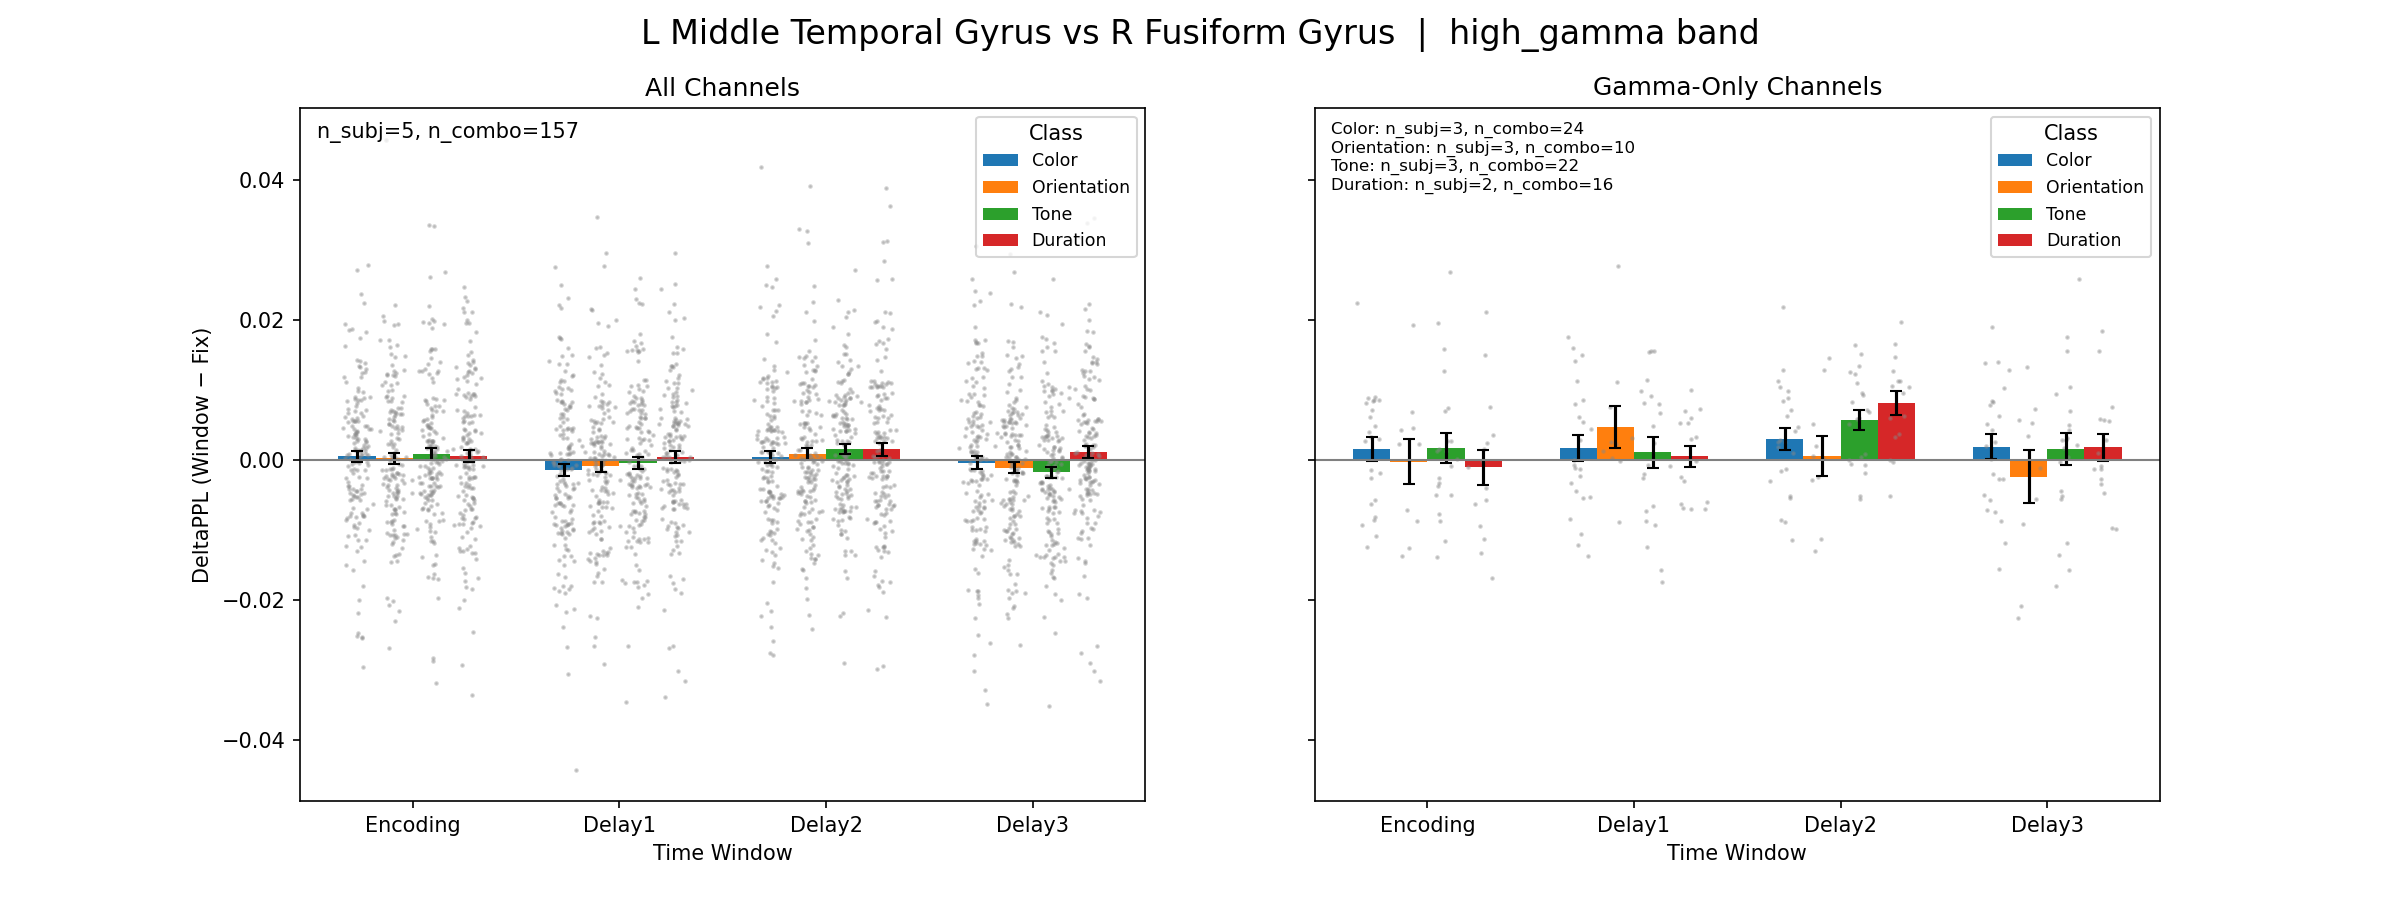 L Middle Temporal Gyrus vs R Fusiform Gyrus | high_gamma band
All Channels
n_subj=5, n_combo=157
Class
Color
Orientation
Tone
Duration
DeltaPPL (Window − Fix)
0.04
0.02
0.00
−0.02
−0.04
Encoding
Delay1
Delay2
Delay3
Time Window
Gamma-Only Channels
Color: n_subj=3, n_combo=24
Orientation: n_subj=3, n_combo=10
Tone: n_subj=3, n_combo=22
Duration: n_subj=2, n_combo=16
Class
Color
Orientation
Tone
Duration
Encoding
Delay1
Delay2
Delay3
Time Window